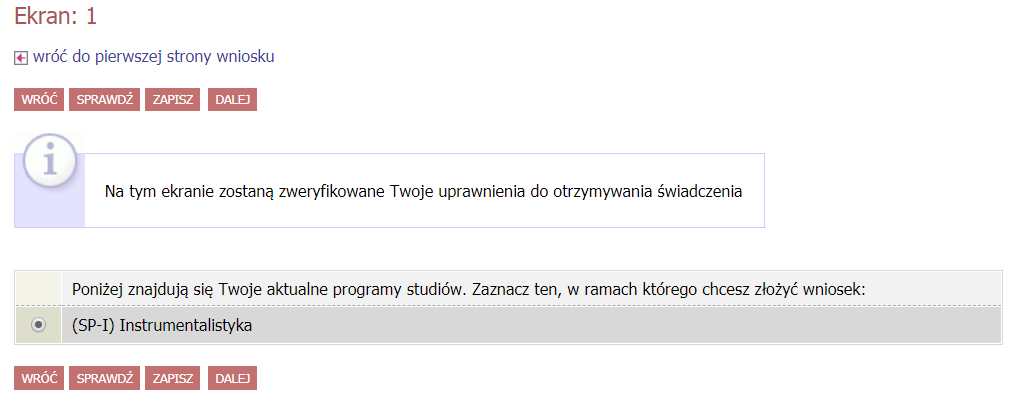 Ekran: 1
wróć do pierwszej strony wniosku
WRÓĆ SPRAWDŹ ZAPISZ DALEJ
i
Na tym ekranie zostaną zweryfikowane Twoje uprawnienia do otrzymywania świadczenia
Poniżej znajdują się Twoje aktualne programy studiów. Zaznacz ten, w ramach którego chcesz złożyć wniosek:
(SP-I) Instrumentalistyka
WRÓĆ SPRAWDŹ ZAPISZ DALEJ